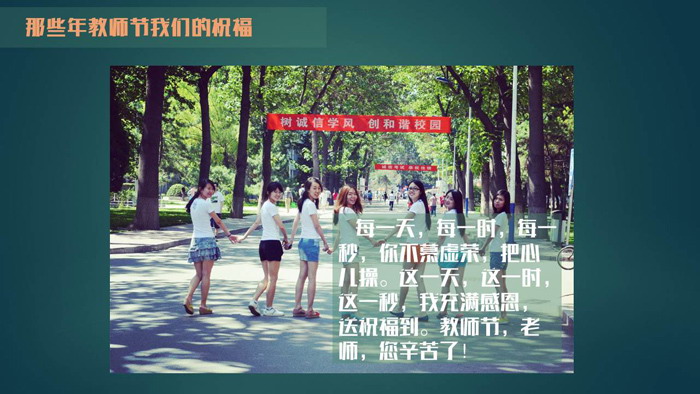 那些年教师节我们的祝福
树诚信学风 创和谐校园
每一天，每一时，每一
秒，你不慕虚荣，把心
儿操。这一天，这一时，
这一秒，我充满感恩，
送祝福到。教师节，老
师，您辛苦了！